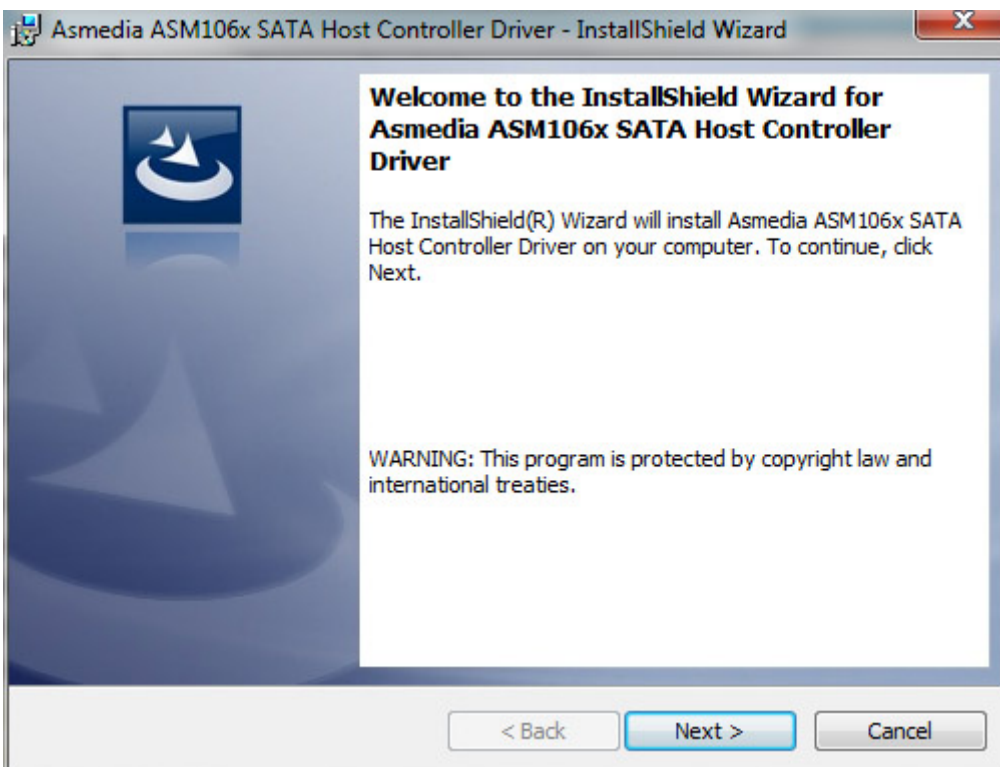 Asmedia ASM106x SATA Host Controller Driver - InstallShield Wizard
Welcome to the InstallShield Wizard for
Asmedia ASM106x SATA Host Controller
Driver
The InstallShield(R) Wizard will install Asmedia ASM106x SATA
Host Controller Driver on your computer. To continue, click
Next.
WARNING: This program is protected by copyright law and
international treaties.
< Back
Next >
Cancel